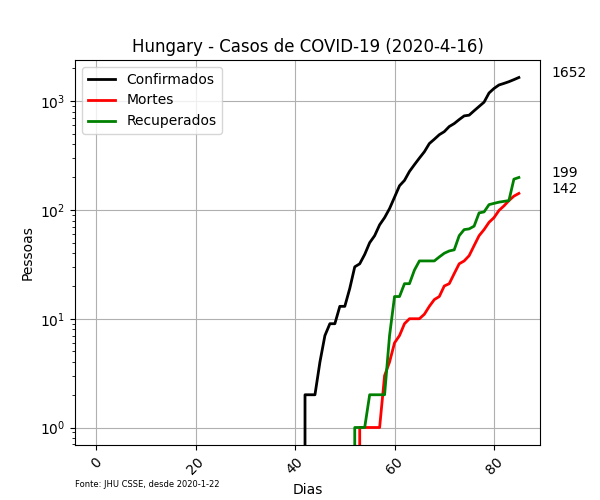 Hungary - Casos de COVID-19 (2020-4-16)
Confirmados
Mortes
Recuperados
1652
199
142
10³
10²
10¹
10⁰
Pessoas
0 20 40 60 80
Dias
Fonte: JHU CSSE, desde 2020-1-22